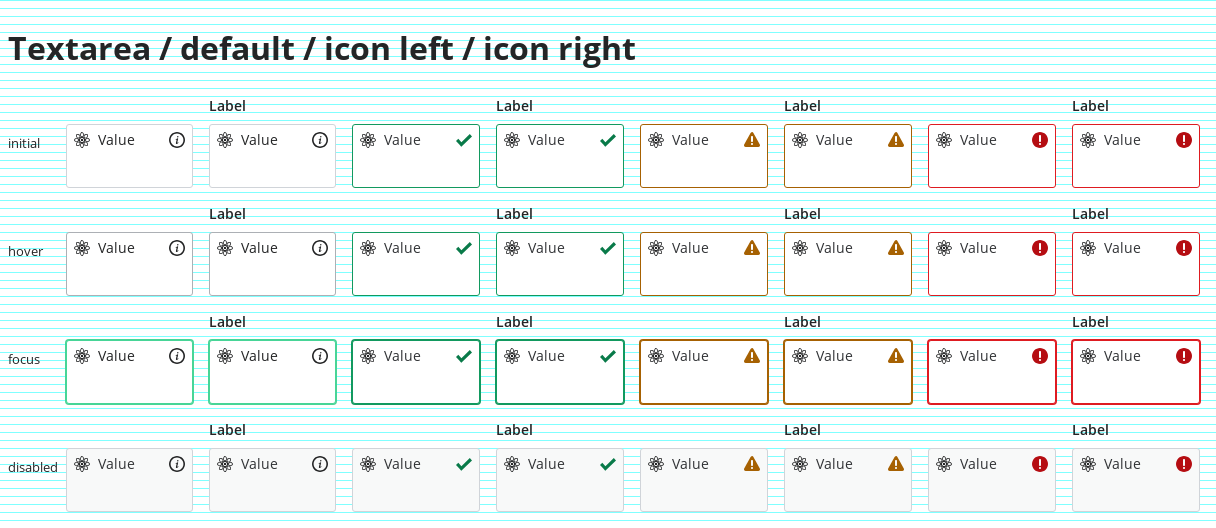 Textarea / default / icon left / icon right
Label Label Label Label
initial Value Value Value Value Value Value Value Value
Label Label Label Label
hover Value Value Value Value Value Value Value Value
Label Label Label Label
focus Value Value Value Value Value Value Value Value
Label Label Label Label
disabled Value Value Value Value Value Value Value Value